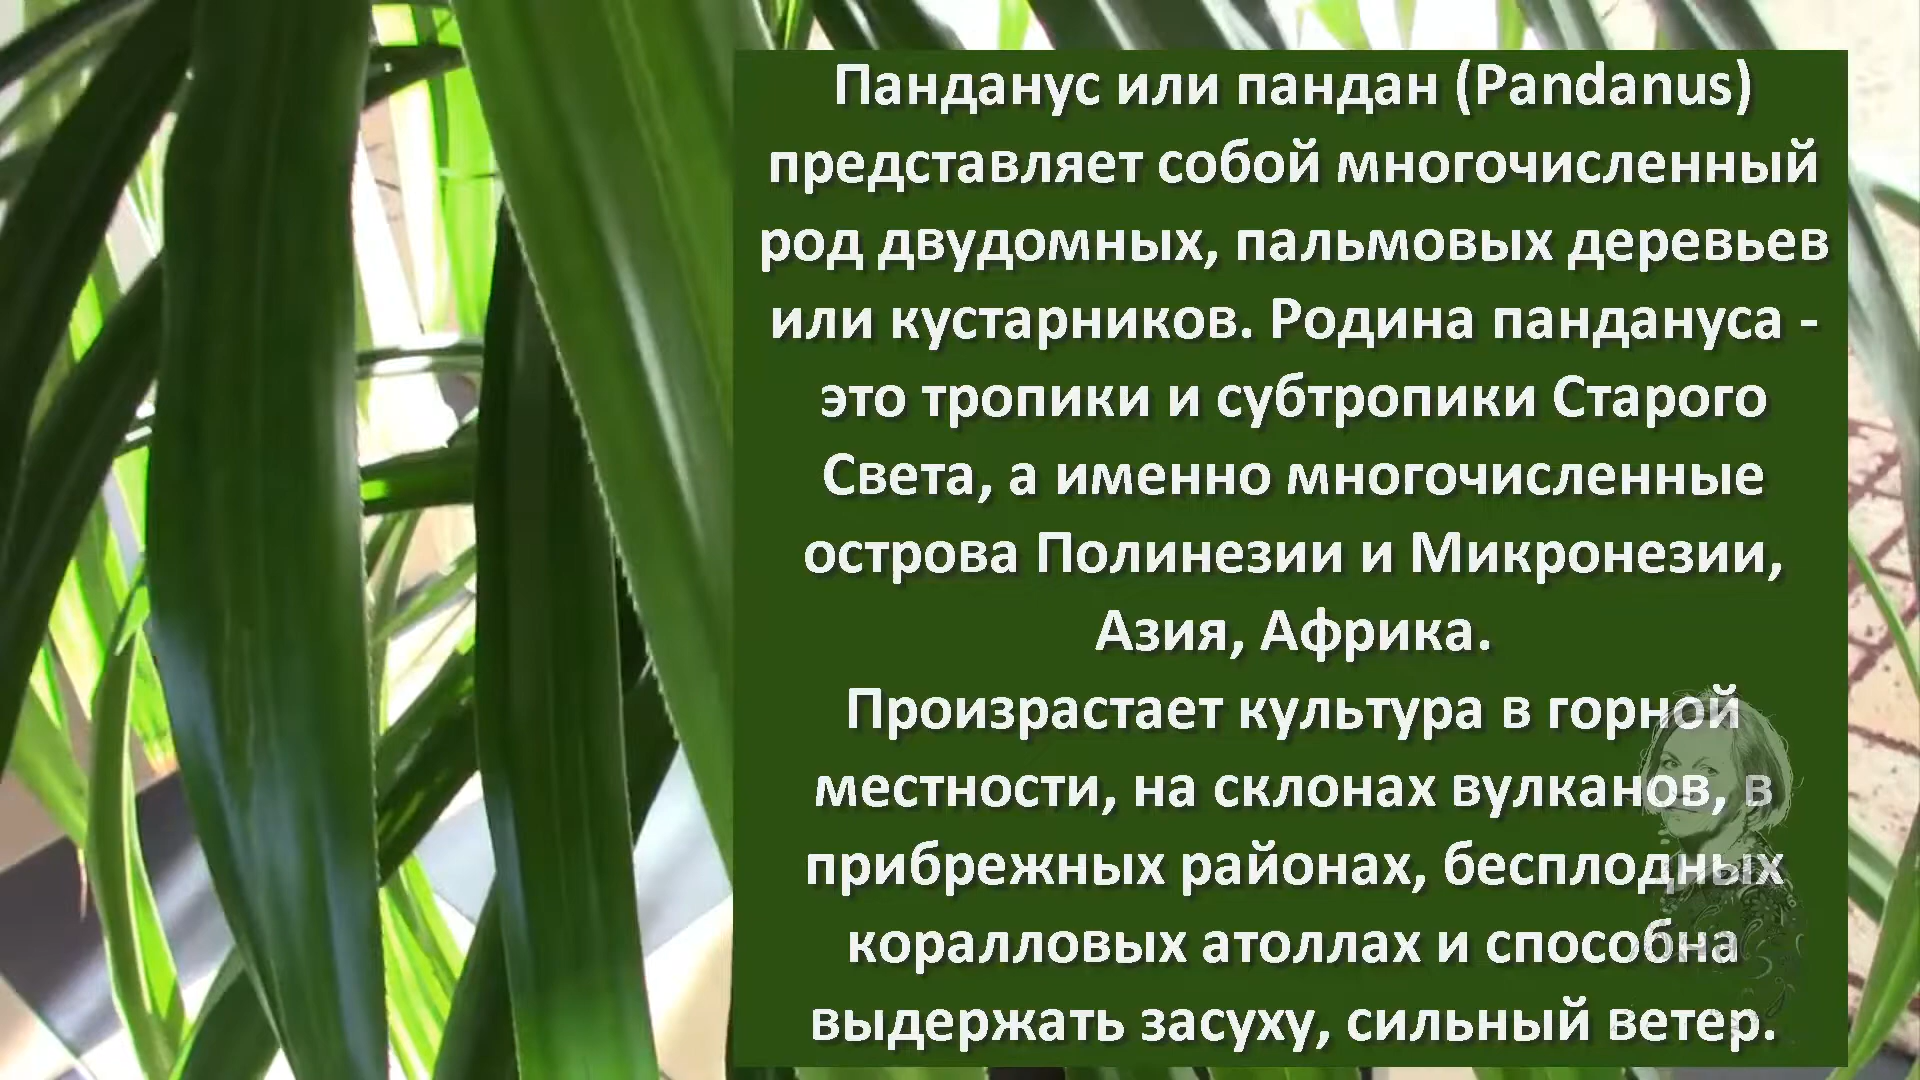 Панданус или пандан (Pandanus)
представляет собой многочисленный
род двудомных, пальмовых деревьев
или кустарников. Родина пандануса -
это тропики и субтропики Старого
Света, а именно многочисленные
острова Полинезии и Микронезии,
Азия, Африка.
Произрастает культура в горной
местности, на склонах вулканов, в
прибрежных районах, бесплодных
коралловых атоллах и способна
выдержать засуху, сильный ветер.